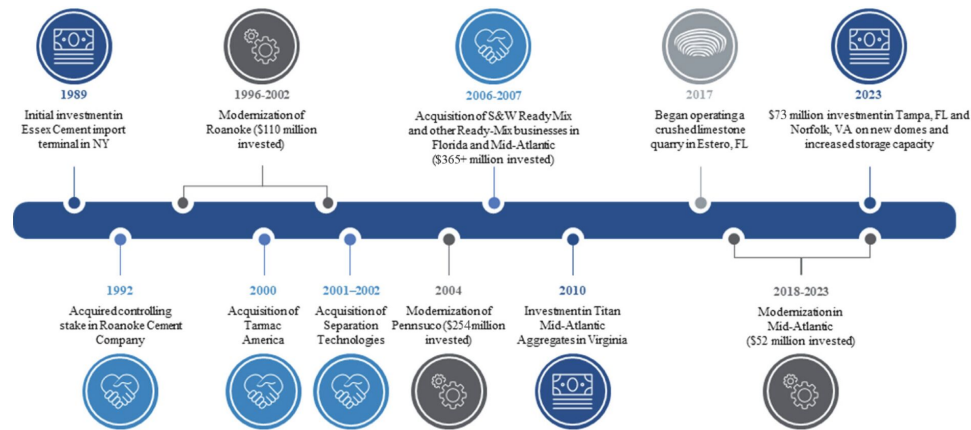 1989
Initial investment in
Essex Cement import
terminal in NY
1996-2002
Modernization of
Roanoke ($110 million
invested)
2006-2007
Acquisition of S&W Ready Mix
and other Ready-Mix businesses in
Florida and Mid-Atlantic
($365+ million invested)
2017
Began operating a
crushed limestone
quarry in Estero, FL
2023
$73 million investment in Tampa, FL and
Norfolk, VA on new domes and
increased storage capacity
1992
Acquired controlling
stake in Roanoke Cement
Company
2000
Acquisition of
Tarmac
America
2001–2002
Acquisition of
Separation
Technologies
2004
Modernization of
Pennsuco ($254 million
invested)
2010
Investment in Titan
Mid-Atlantic
Aggregates in Virginia
2018-2023
Modernization in
Mid-Atlantic
($52 million invested)